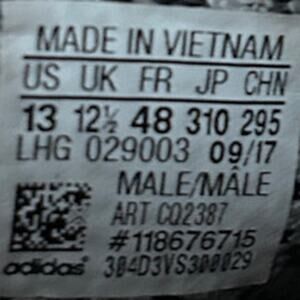 MADE IN VIETNAM
US UK FR JP CHN
13 12½ 48 310 295
LHG 029003 09/17
MALE/MÂLE
ART CQ2387
#118676715
adidas 304D3VS300029